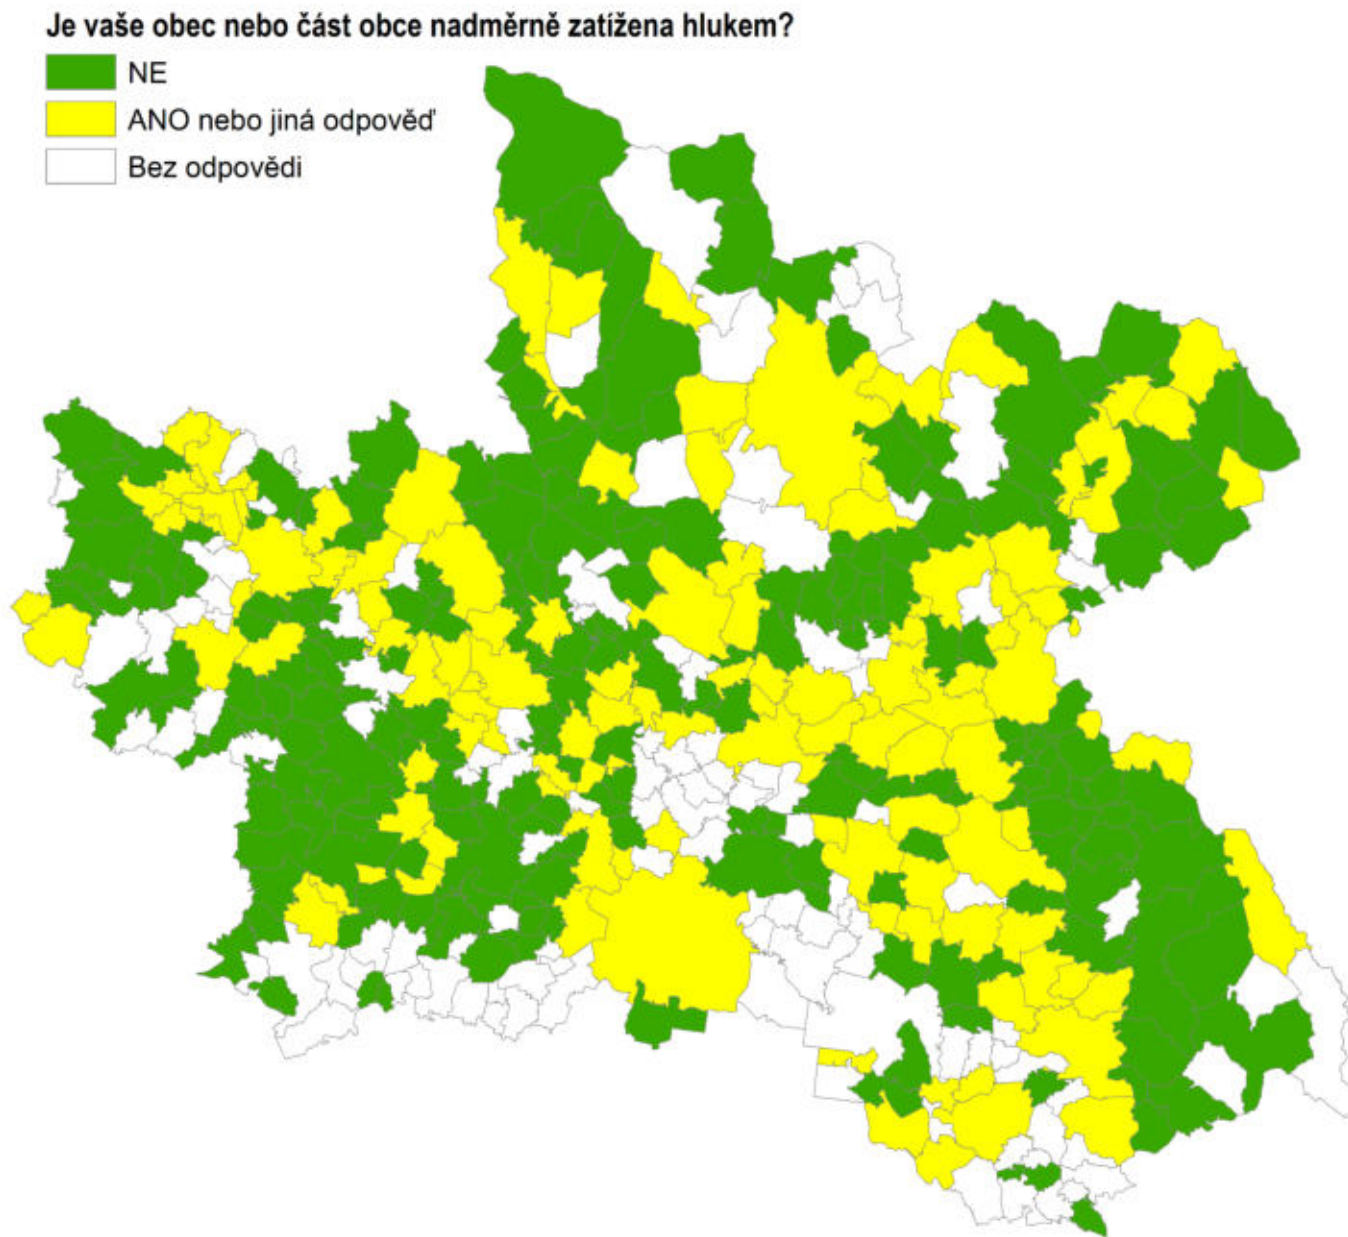 Je vaše obec nebo část obce nadměrně zatížena hlukem?
NE
ANO nebo jiná odpověď
Bez odpovědi